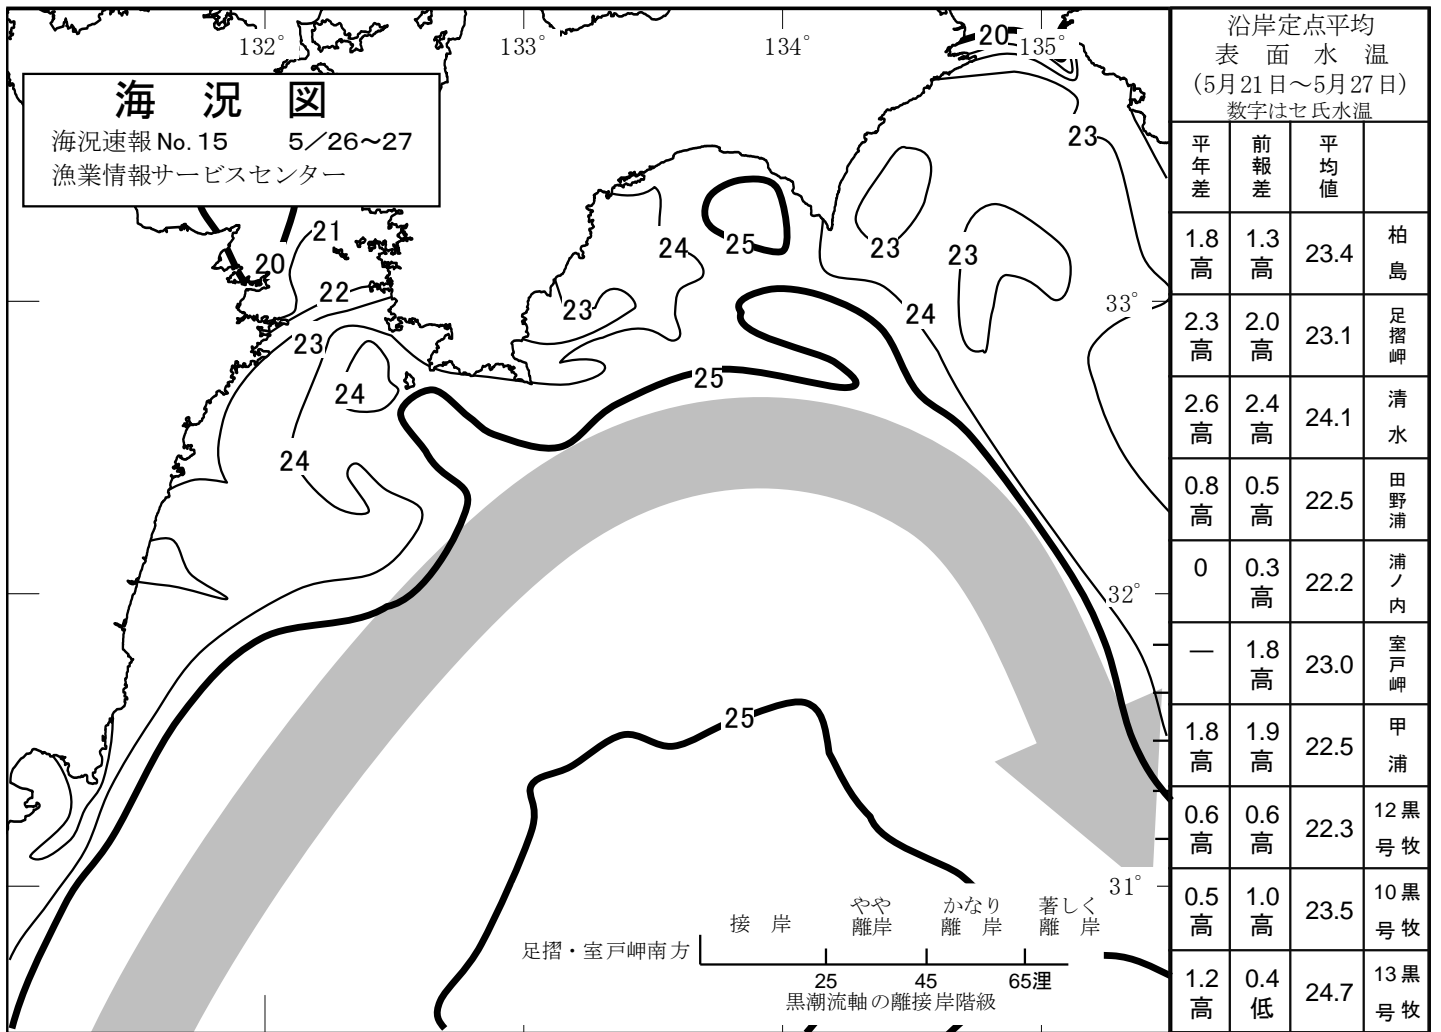 海 況 図
海況速報 No. 15 5/26～27
漁業情報サービスセンター
132°
133°
134°
135°
33°
32°
31°
20
23
21
20
22
23
24
24
24
25
23
23
23
24
25
25
接 岸
やや
離岸
かなり
離 岸
著しく
離 岸
足摺・室戸岬南方
25 45 65浬
黒潮流軸の離接岸階級
沿岸定点平均
表 面 水 温
(5月21日～5月27日)
数字はセ氏水温
平年差 前報差 平均値
1.8高 1.3高 23.4 柏島
2.3高 2.0高 23.1 足摺岬
2.6高 2.4高 24.1 清水
0.8高 0.5高 22.5 田野浦
0 0.3高 22.2 浦ノ内
— 1.8高 23.0 室戸岬
1.8高 1.9高 22.5 甲浦
0.6高 0.6高 22.3 黒牧12号
0.5高 1.0高 23.5 黒牧10号
1.2高 0.4低 24.7 黒牧13号